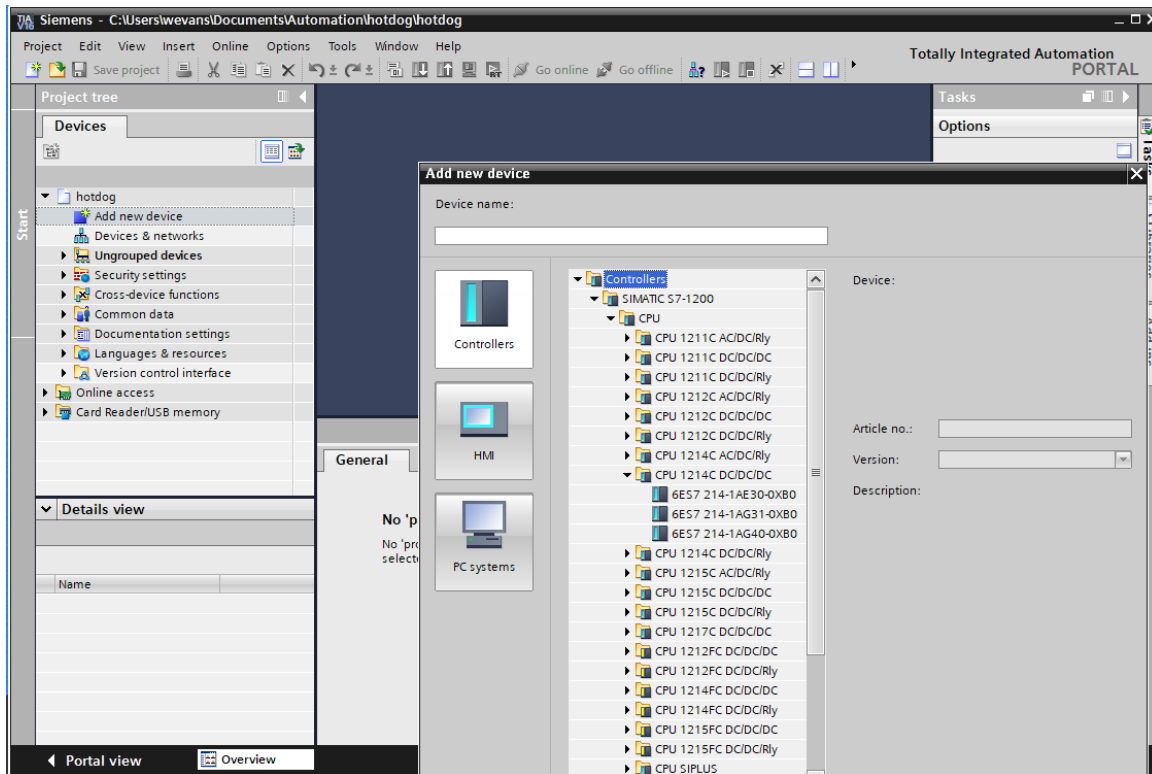 Siemens - C:\Users\wevans\Documents\Automation\hotdog\hotdog
Project Edit View Insert Online Options Tools Window Help
Totally Integrated Automation
PORTAL
Save project Go online Go offline
Project tree
Devices
Start
hotdog
Add new device
Devices & networks
Ungrouped devices
Security settings
Cross-device functions
Common data
Documentation settings
Languages & resources
Version control interface
Online access
Card Reader/USB memory
Details view
Name
General
No 'p
No 'pro
select
Tasks
Options
Tasks
Add new device
Device name:
Controllers
HMI
PC systems
Controllers
SIMATIC S7-1200
CPU
CPU 1211C AC/DC/Rly
CPU 1211C DC/DC/DC
CPU 1211C DC/DC/Rly
CPU 1212C AC/DC/Rly
CPU 1212C DC/DC/DC
CPU 1212C DC/DC/Rly
CPU 1214C AC/DC/Rly
CPU 1214C DC/DC/DC
6ES7 214-1AE30-0XB0
6ES7 214-1AG31-0XB0
6ES7 214-1AG40-0XB0
CPU 1214C DC/DC/Rly
CPU 1215C AC/DC/Rly
CPU 1215C DC/DC/DC
CPU 1215C DC/DC/Rly
CPU 1217C DC/DC/DC
CPU 1212FC DC/DC/DC
CPU 1212FC DC/DC/Rly
CPU 1214FC DC/DC/DC
CPU 1214FC DC/DC/Rly
CPU 1215FC DC/DC/DC
CPU 1215FC DC/DC/Rly
CPU SIPLUS
Device:
Article no.:
Version:
Description:
Portal view
Overview